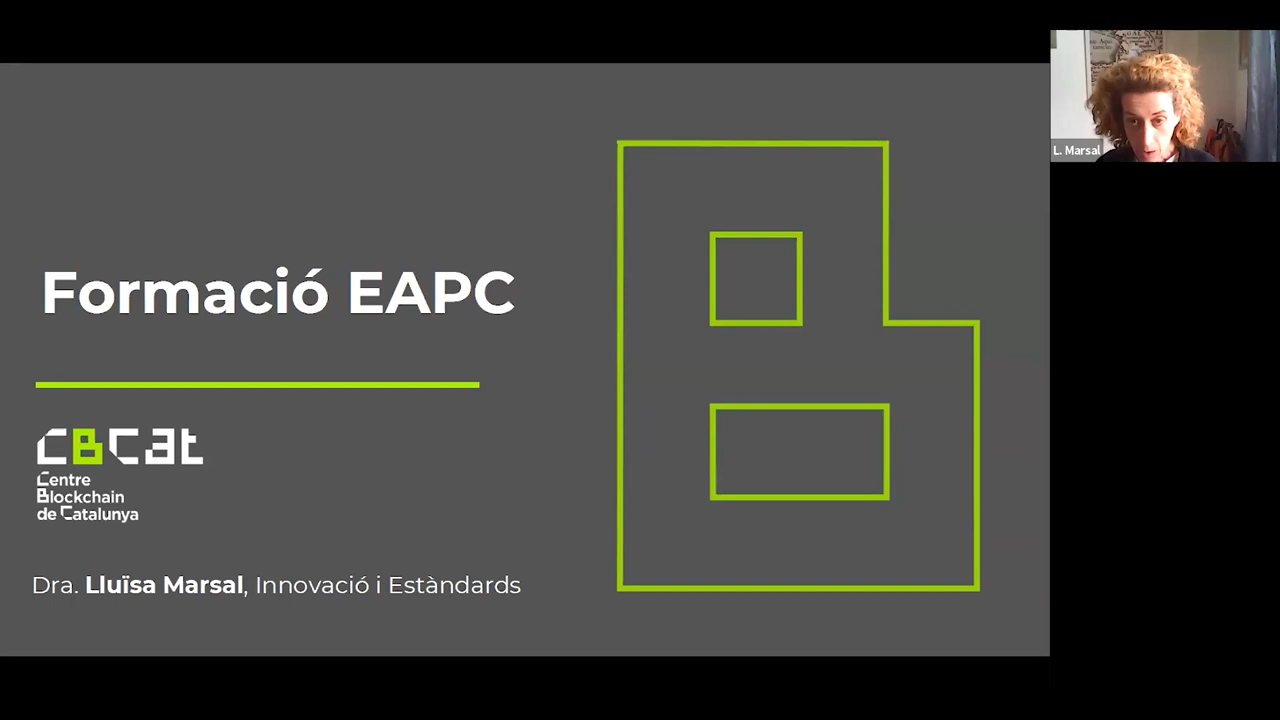 Formació EAPC
CBCat
Centre
Blockchain
de Catalunya
Dra. Lluïsa Marsal, Innovació i Estàndards
L. Marsal